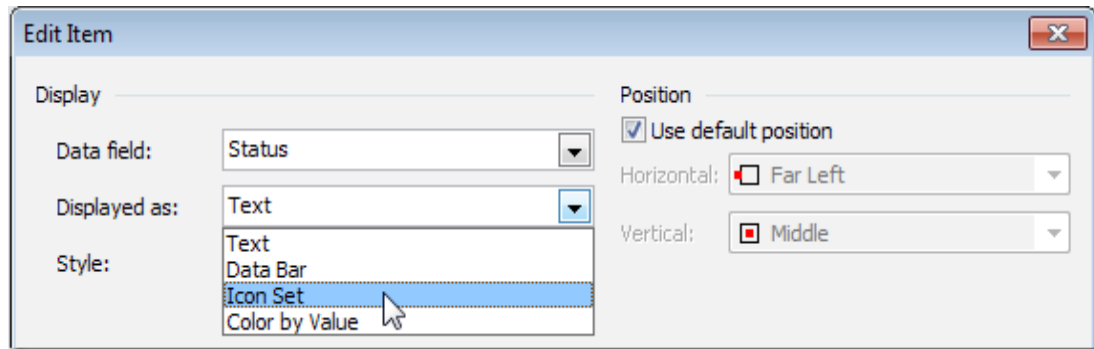 Edit Item
Display
Data field: Status
Displayed as: Text
Text
Data Bar
Style:
Icon Set
Color by Value
Position
Use default position
Horizontal: Far Left
Vertical: Middle